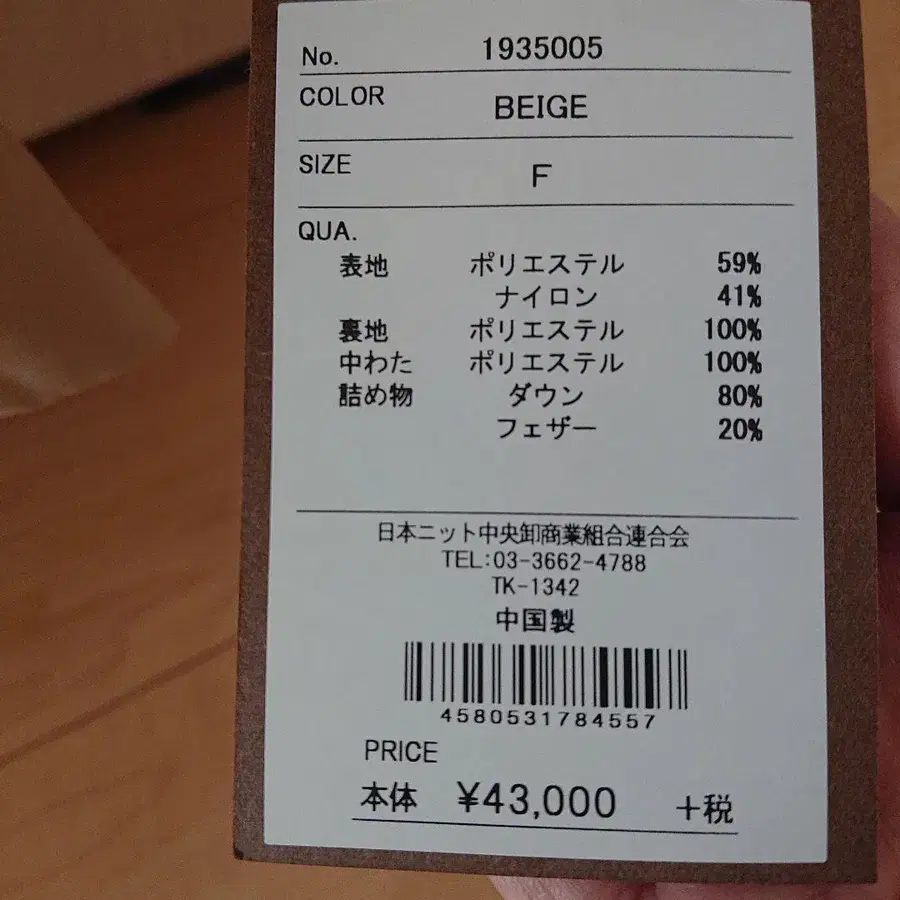 No. 1935005
COLOR BEIGE
SIZE F
QUA.
表地 ポリエステル 59%
ナイロン 41%
裏地 ポリエステル 100%
中わた ポリエステル 100%
詰め物 ダウン 80%
フェザー 20%
日本ニット中央卸商業組合連合会
TEL:03-3662-4788
TK-1342
中国製
4580531784557
PRICE
本体 ¥43,000 +税